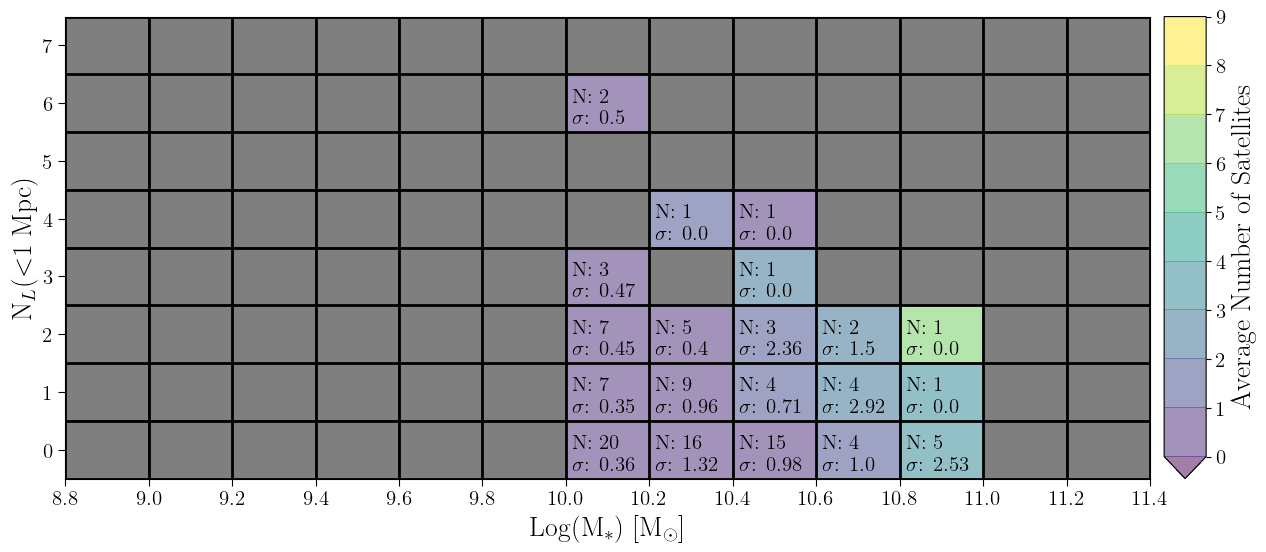 7
N: 2
6
σ: 0.5
5
N: 1 N: 1
4
σ: 0.0 σ: 0.0
N: 3 N: 1
3
σ: 0.47 σ: 0.0
N: 7 N: 5 N: 3 N: 2 N: 1
2
σ: 0.45 σ: 0.4 σ: 2.36 σ: 1.5 σ: 0.0
N: 7 N: 9 N: 4 N: 4 N: 1
1
σ: 0.35 σ: 0.96 σ: 0.71 σ: 2.92 σ: 0.0
N: 20 N: 16 N: 15 N: 4 N: 5
0
σ: 0.36 σ: 1.32 σ: 0.98 σ: 1.0 σ: 2.53
8.8 9.0 9.2 9.4 9.6 9.8 10.0 10.2 10.4 10.6 10.8 11.0 11.2 11.4
Log(M∗) [M⊙]
N_L(<1 Mpc)
9
8
7
6
5
4
3
2
1
0
Average Number of Satellites